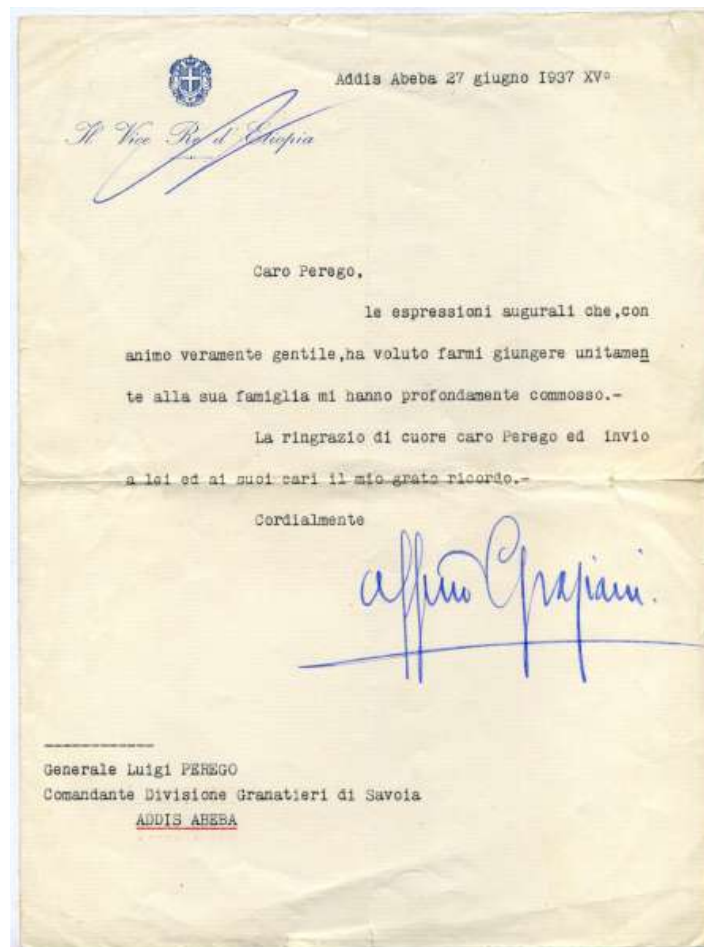 Addis Abeba 27 giugno 1937 XV°
Il Vice Re d'Etiopia
Caro Perego,
le espressioni augurali che,con
animo veramente gentile,ha voluto farmi giungere unitamen
te alla sua famiglia mi hanno profondamente commosso.-
La ringrazio di cuore caro Perego ed invio
a lei ed ai suoi cari il mio grato ricordo.-
Cordialmente
Graziani.
Generale Luigi PEREGO
Comandante Divisione Granatieri di Savoia
ADDIS ABEBA